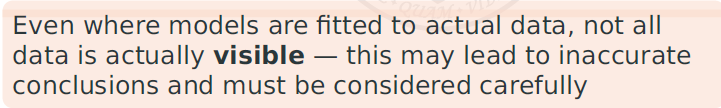 Even where models are fitted to actual data, not all
data is actually visible — this may lead to inaccurate
conclusions and must be considered carefully